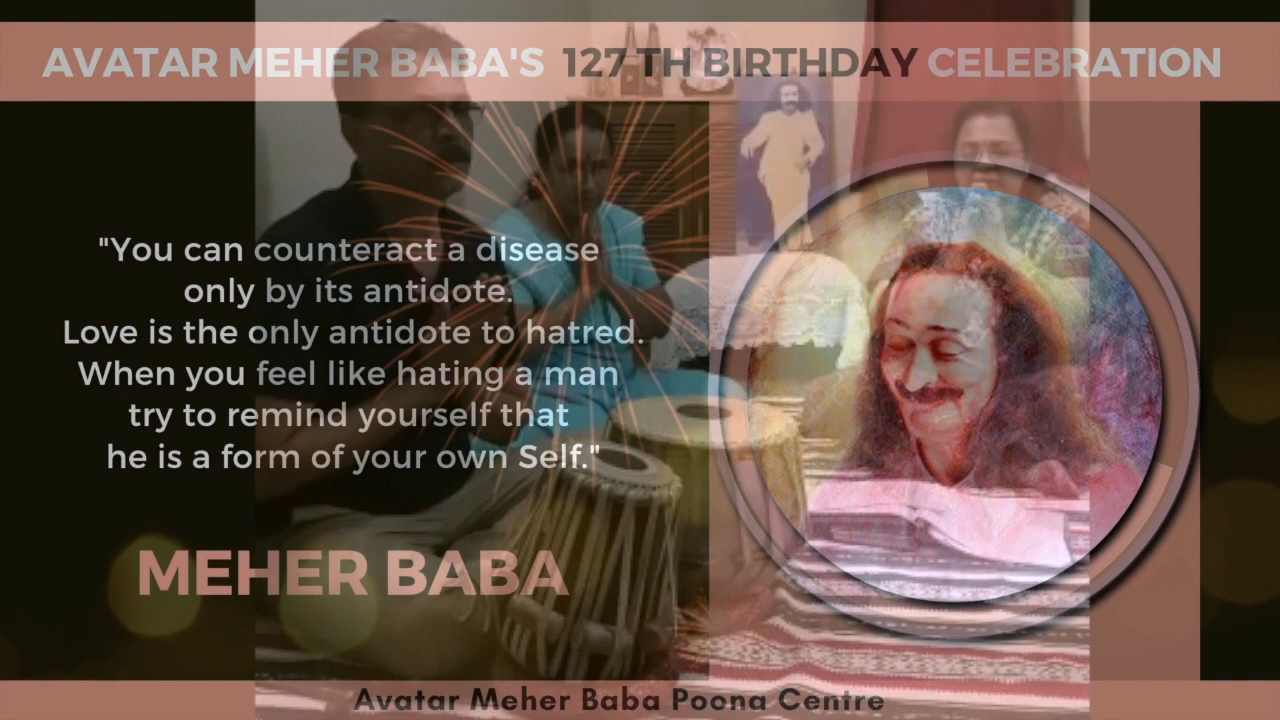 AVATAR MEHER BABA'S 127 TH BIRTHDAY CELEBRATION
"You can counteract a disease
only by its antidote.
Love is the only antidote to hatred.
When you feel like hating a man
try to remind yourself that
he is a form of your own Self."
MEHER BABA
Avatar Meher Baba Poona Centre